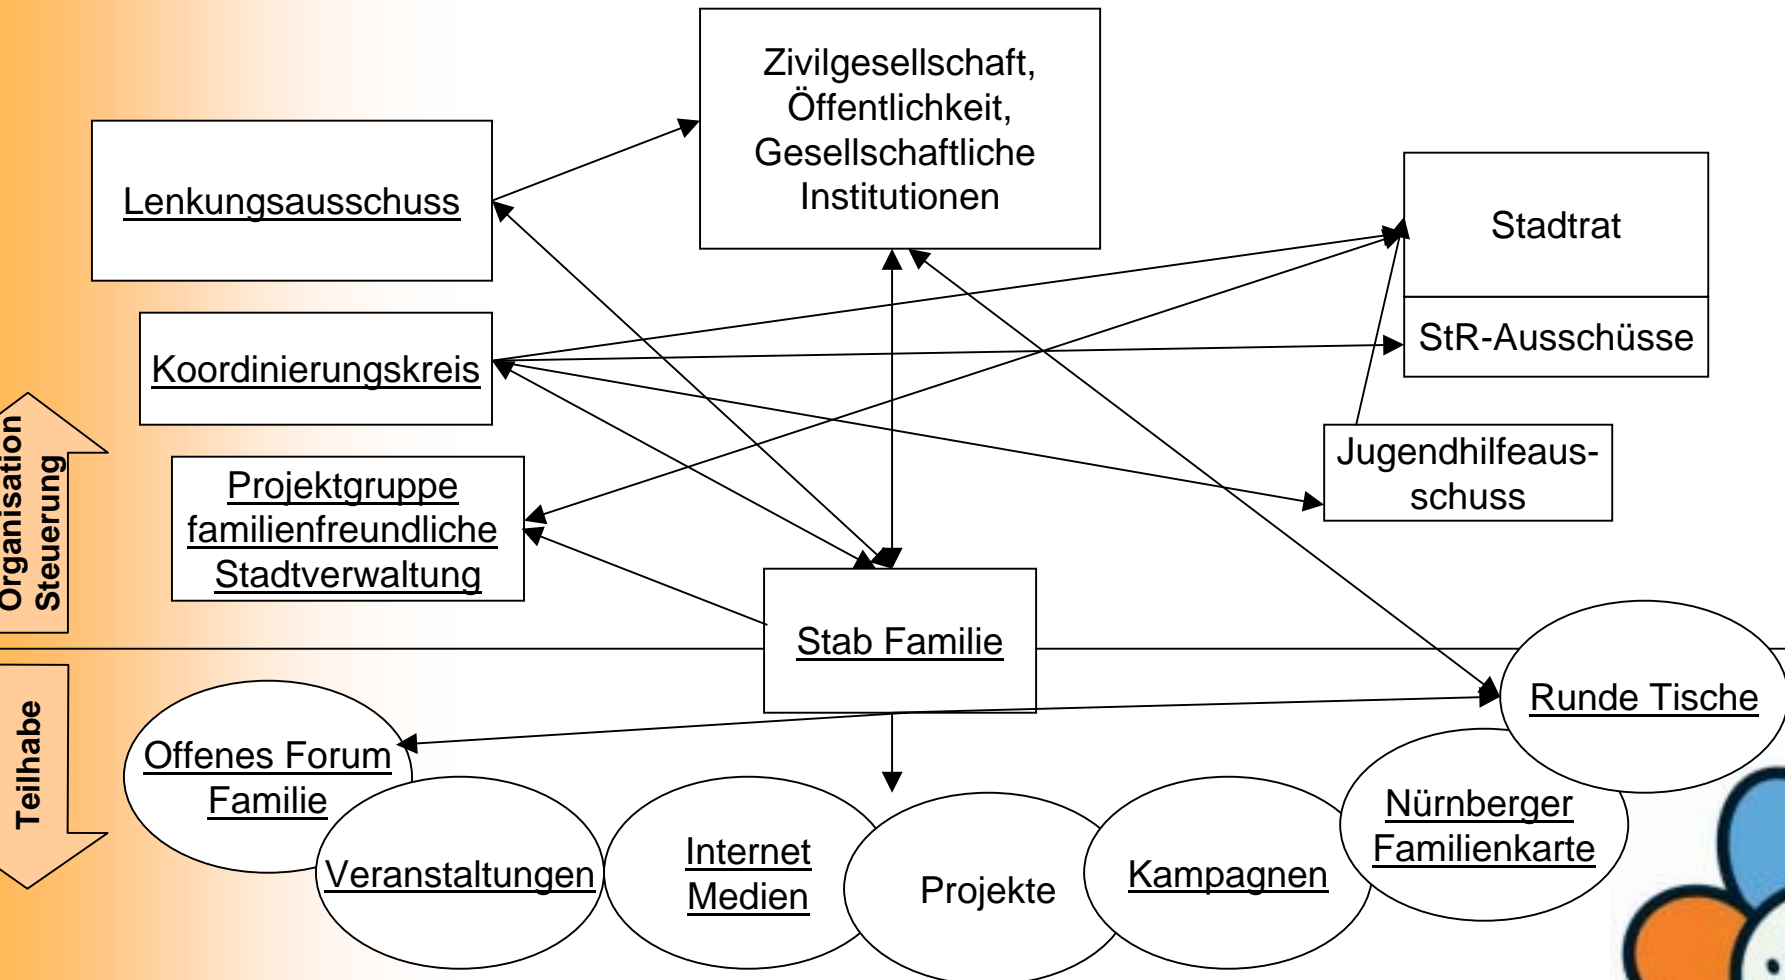 Zivilgesellschaft,
Öffentlichkeit,
Gesellschaftliche
Institutionen
Lenkungsausschuss
Stadtrat
StR-Ausschüsse
Koordinierungskreis
Jugendhilfeaus-
schuss
Organisation
Steuerung
Projektgruppe
familienfreundliche
Stadtverwaltung
Stab Familie
Teilhabe
Offenes Forum
Familie
Veranstaltungen
Internet
Medien
Projekte
Kampagnen
Nürnberger
Familienkarte
Runde Tische